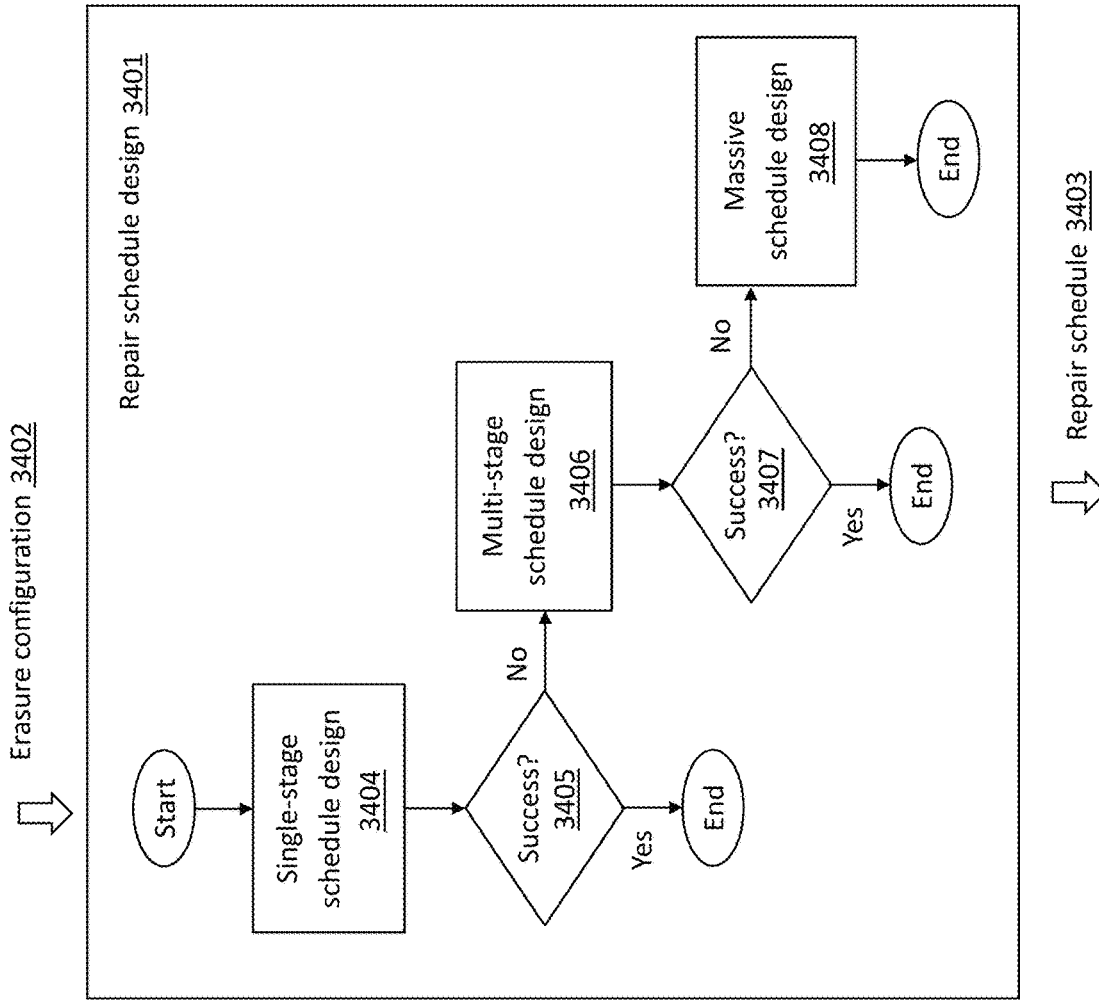 Erasure configuration 3402
Repair schedule design 3401
Start
Single-stage
schedule design
3404
Success?
3405
Yes
End
No
Multi-stage
schedule design
3406
Success?
3407
Yes
End
No
Massive
schedule design
3408
End
Repair schedule 3403